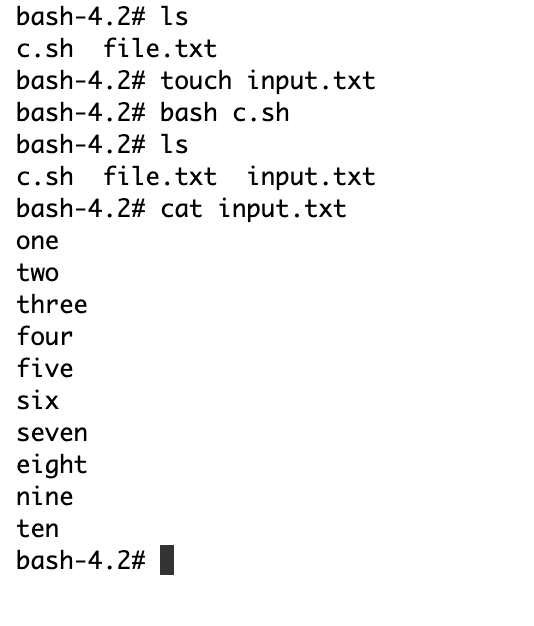 bash-4.2# ls
c.sh  file.txt
bash-4.2# touch input.txt
bash-4.2# bash c.sh
bash-4.2# ls
c.sh  file.txt  input.txt
bash-4.2# cat input.txt
one
two
three
four
five
six
seven
eight
nine
ten
bash-4.2#